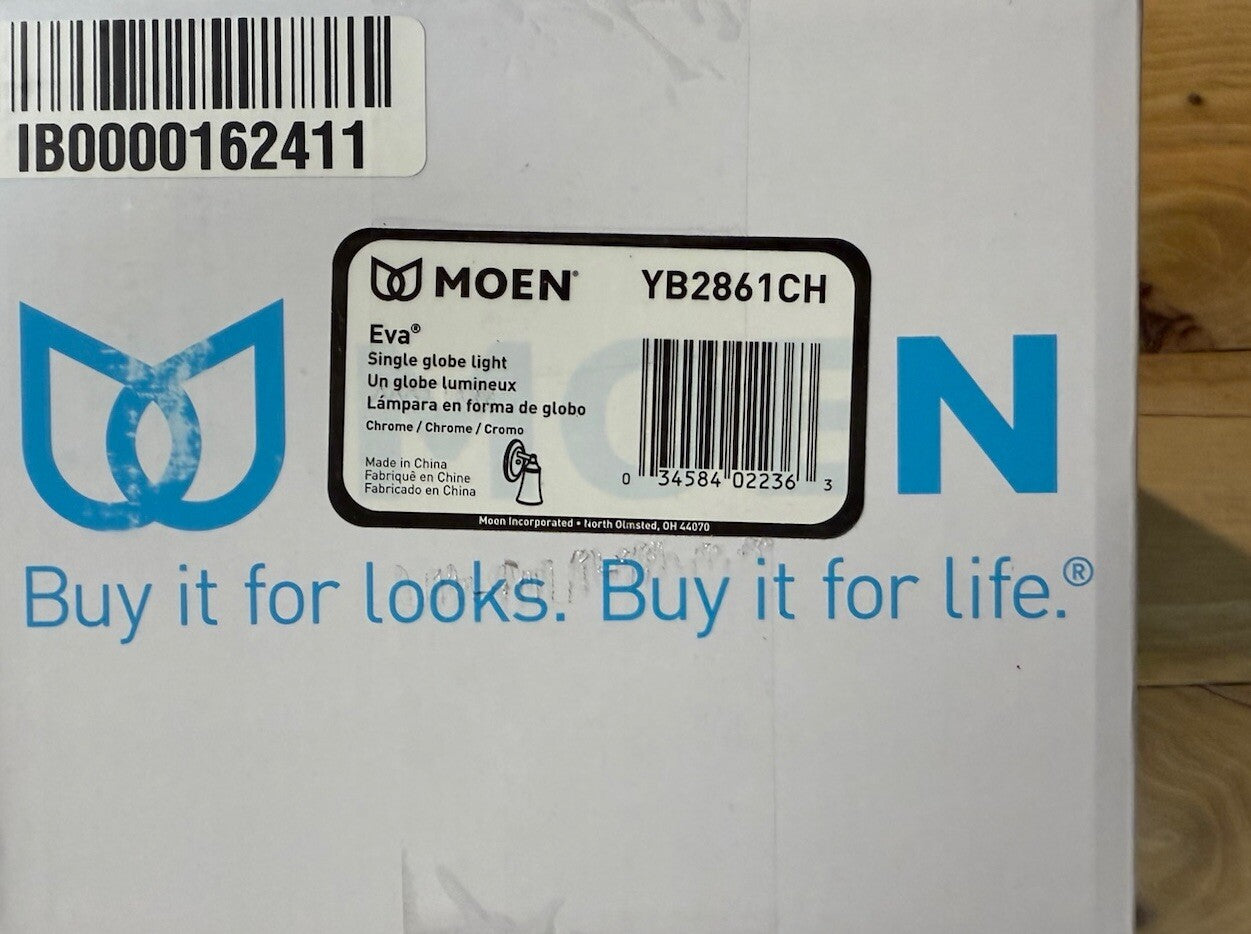 IB0000162411
MOEN® YB2861CH
Eva®
Single globe light
Un globe lumineux
Lámpara en forma de globo
Chrome / Chrome / Cromo
Made in China
Fabriqué en Chine
Fabricado en China
0 34584 02236 3
Moen Incorporated • North Olmsted, OH 44070
N
Buy it for looks. Buy it for life.®